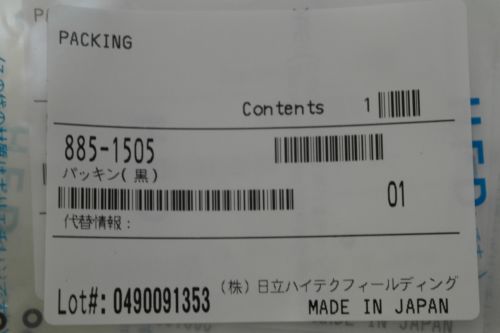 PACKING
Contents 1
885-1505
パッキン(黒)
01
代替情報:
(株)日立ハイテクフィールディング
Lot#: 0490091353
MADE IN JAPAN